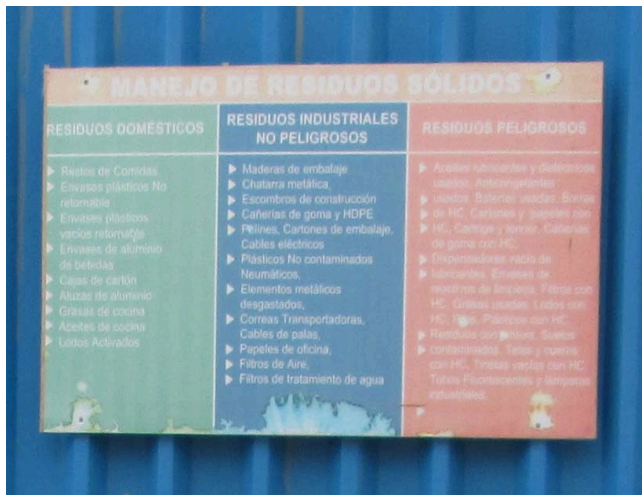 MANEJO DE RESIDUOS SÓLIDOS
RESIDUOS DOMÉSTICOS
Restos de Comidas
Envases plásticos No
retornable
Envases plásticos
vacíos retornable
Envases de aluminio
de bebidas
Cajas de cartón
Aluzas de aluminio
Grasas de cocina
Aceites de cocina
Lodos Activados
RESIDUOS INDUSTRIALES
NO PELIGROSOS
Maderas de embalaje
Chatarra metálica,
Escombros de construcción
Cañerías de goma y HDPE
Polines, Cartones de embalaje,
Cables eléctricos
Plásticos No contaminados
Neumáticos,
Elementos metálicos
desgastados,
Correas Transportadoras,
Cables de palas,
Papeles de oficina,
Filtros de Aire,
Filtros de tratamiento de agua
RESIDUOS PELIGROSOS
Aceites lubricantes y dieléctricos
usados, Anticongelantes
usados, Baterías usadas, Borras
de HC, Cartones y papeles con
HC, Cartridge y tonner, Cañerías
de goma con HC,
Dispensadores vacío de
lubricantes, Envases de
reactivos de limpieza, Filtros con
HC, Grasas usadas, Lodos con
HC, Plásticos con HC
Residuos con pintura, Suelos
contaminados, Telas y cueros
con HC, Tinetas vacías con HC
Tubos Fluorescentes y lámparas
industriales.